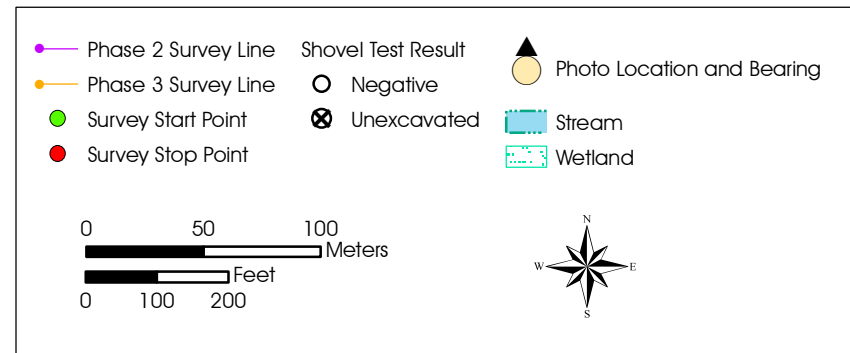 Phase 2 Survey Line
Phase 3 Survey Line
Survey Start Point
Survey Stop Point
Shovel Test Result
Negative
Unexcavated
Photo Location and Bearing
Stream
Wetland
0 50 100
Meters
Feet
0 100 200
N
W E
S